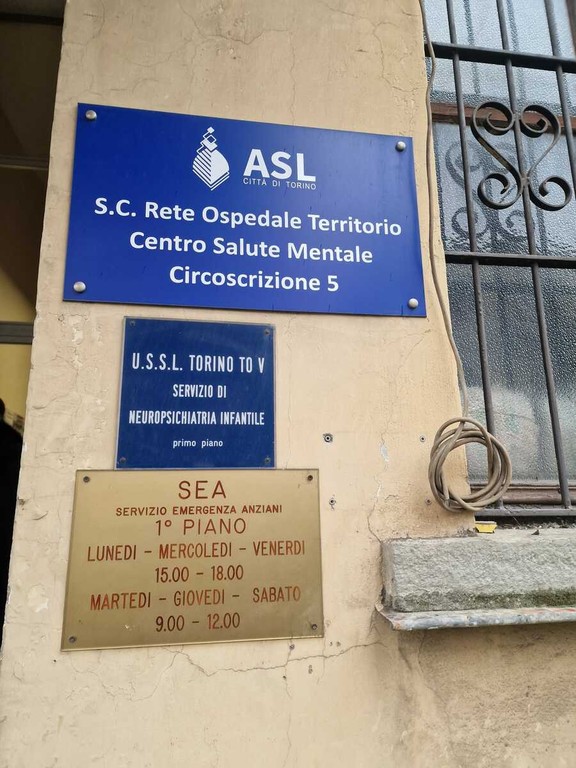 ASL
CITTÀ DI TORINO
S.C. Rete Ospedale Territorio
Centro Salute Mentale
Circoscrizione 5
U.S.S.L. TORINO TO V
SERVIZIO DI
NEUROPSICHIATRIA INFANTILE
primo piano
SEA
SERVIZIO EMERGENZA ANZIANI
1° PIANO
LUNEDI - MERCOLEDI - VENERDI
15.00 - 18.00
MARTEDI - GIOVEDI - SABATO
9.00 - 12.00